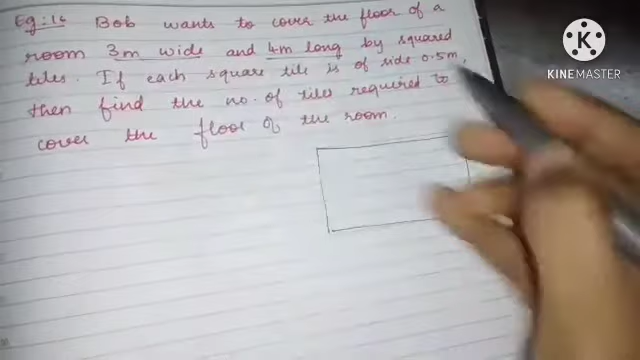 Eg:14 Bob wants to cover the floor of a
room 3m wide and 4m long by squared
tiles. If each square tile is of side 0.5m,
then find the no. of tiles required to
cover the floor of the room.
KINEMASTER